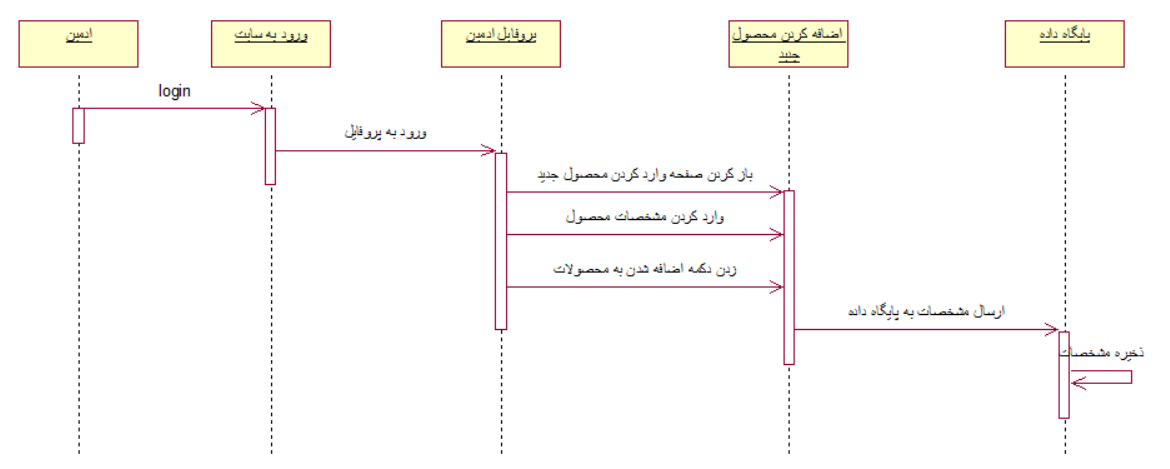 ادمین
ورود به سایت
پروفایل ادمین
اضافه کردن محصول
جدید
پایگاه داده
login
ورود به پروفایل
باز کردن صفحه وارد کردن محصول جدید
وارد کردن مشخصات محصول
زدن دکمه اضافه شدن به محصولات
ارسال مشخصات به پایگاه داده
ذخیره مشخصات